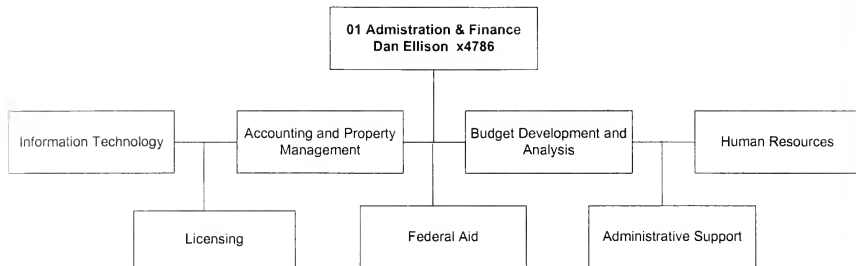 01 Admistration & Finance
Dan Ellison x4786
Information Technology
Accounting and Property
Management
Budget Development and
Analysis
Human Resources
Licensing
Federal Aid
Administrative Support